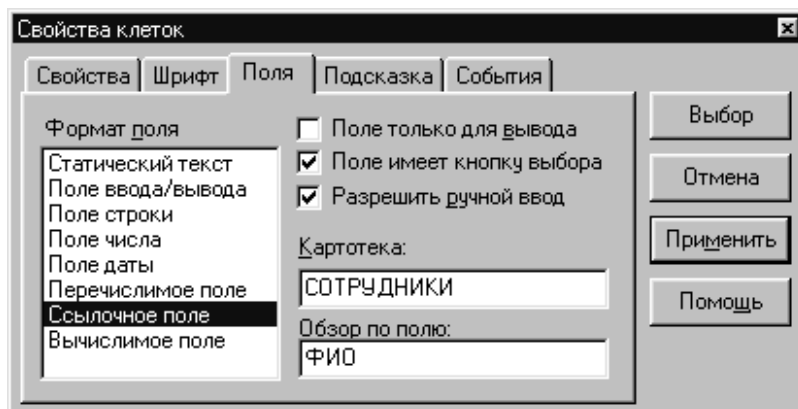 Свойства клеток
Свойства Шрифт Поля Подсказка События
Формат поля
Статический текст
Поле ввода/вывода
Поле строки
Поле числа
Поле даты
Перечислимое поле
Ссылочное поле
Вычислимое поле
Поле только для вывода
Поле имеет кнопку выбора
Разрешить ручной ввод
Картотека:
СОТРУДНИКИ
Обзор по полю:
ФИО
Выбор
Отмена
Применить
Помощь